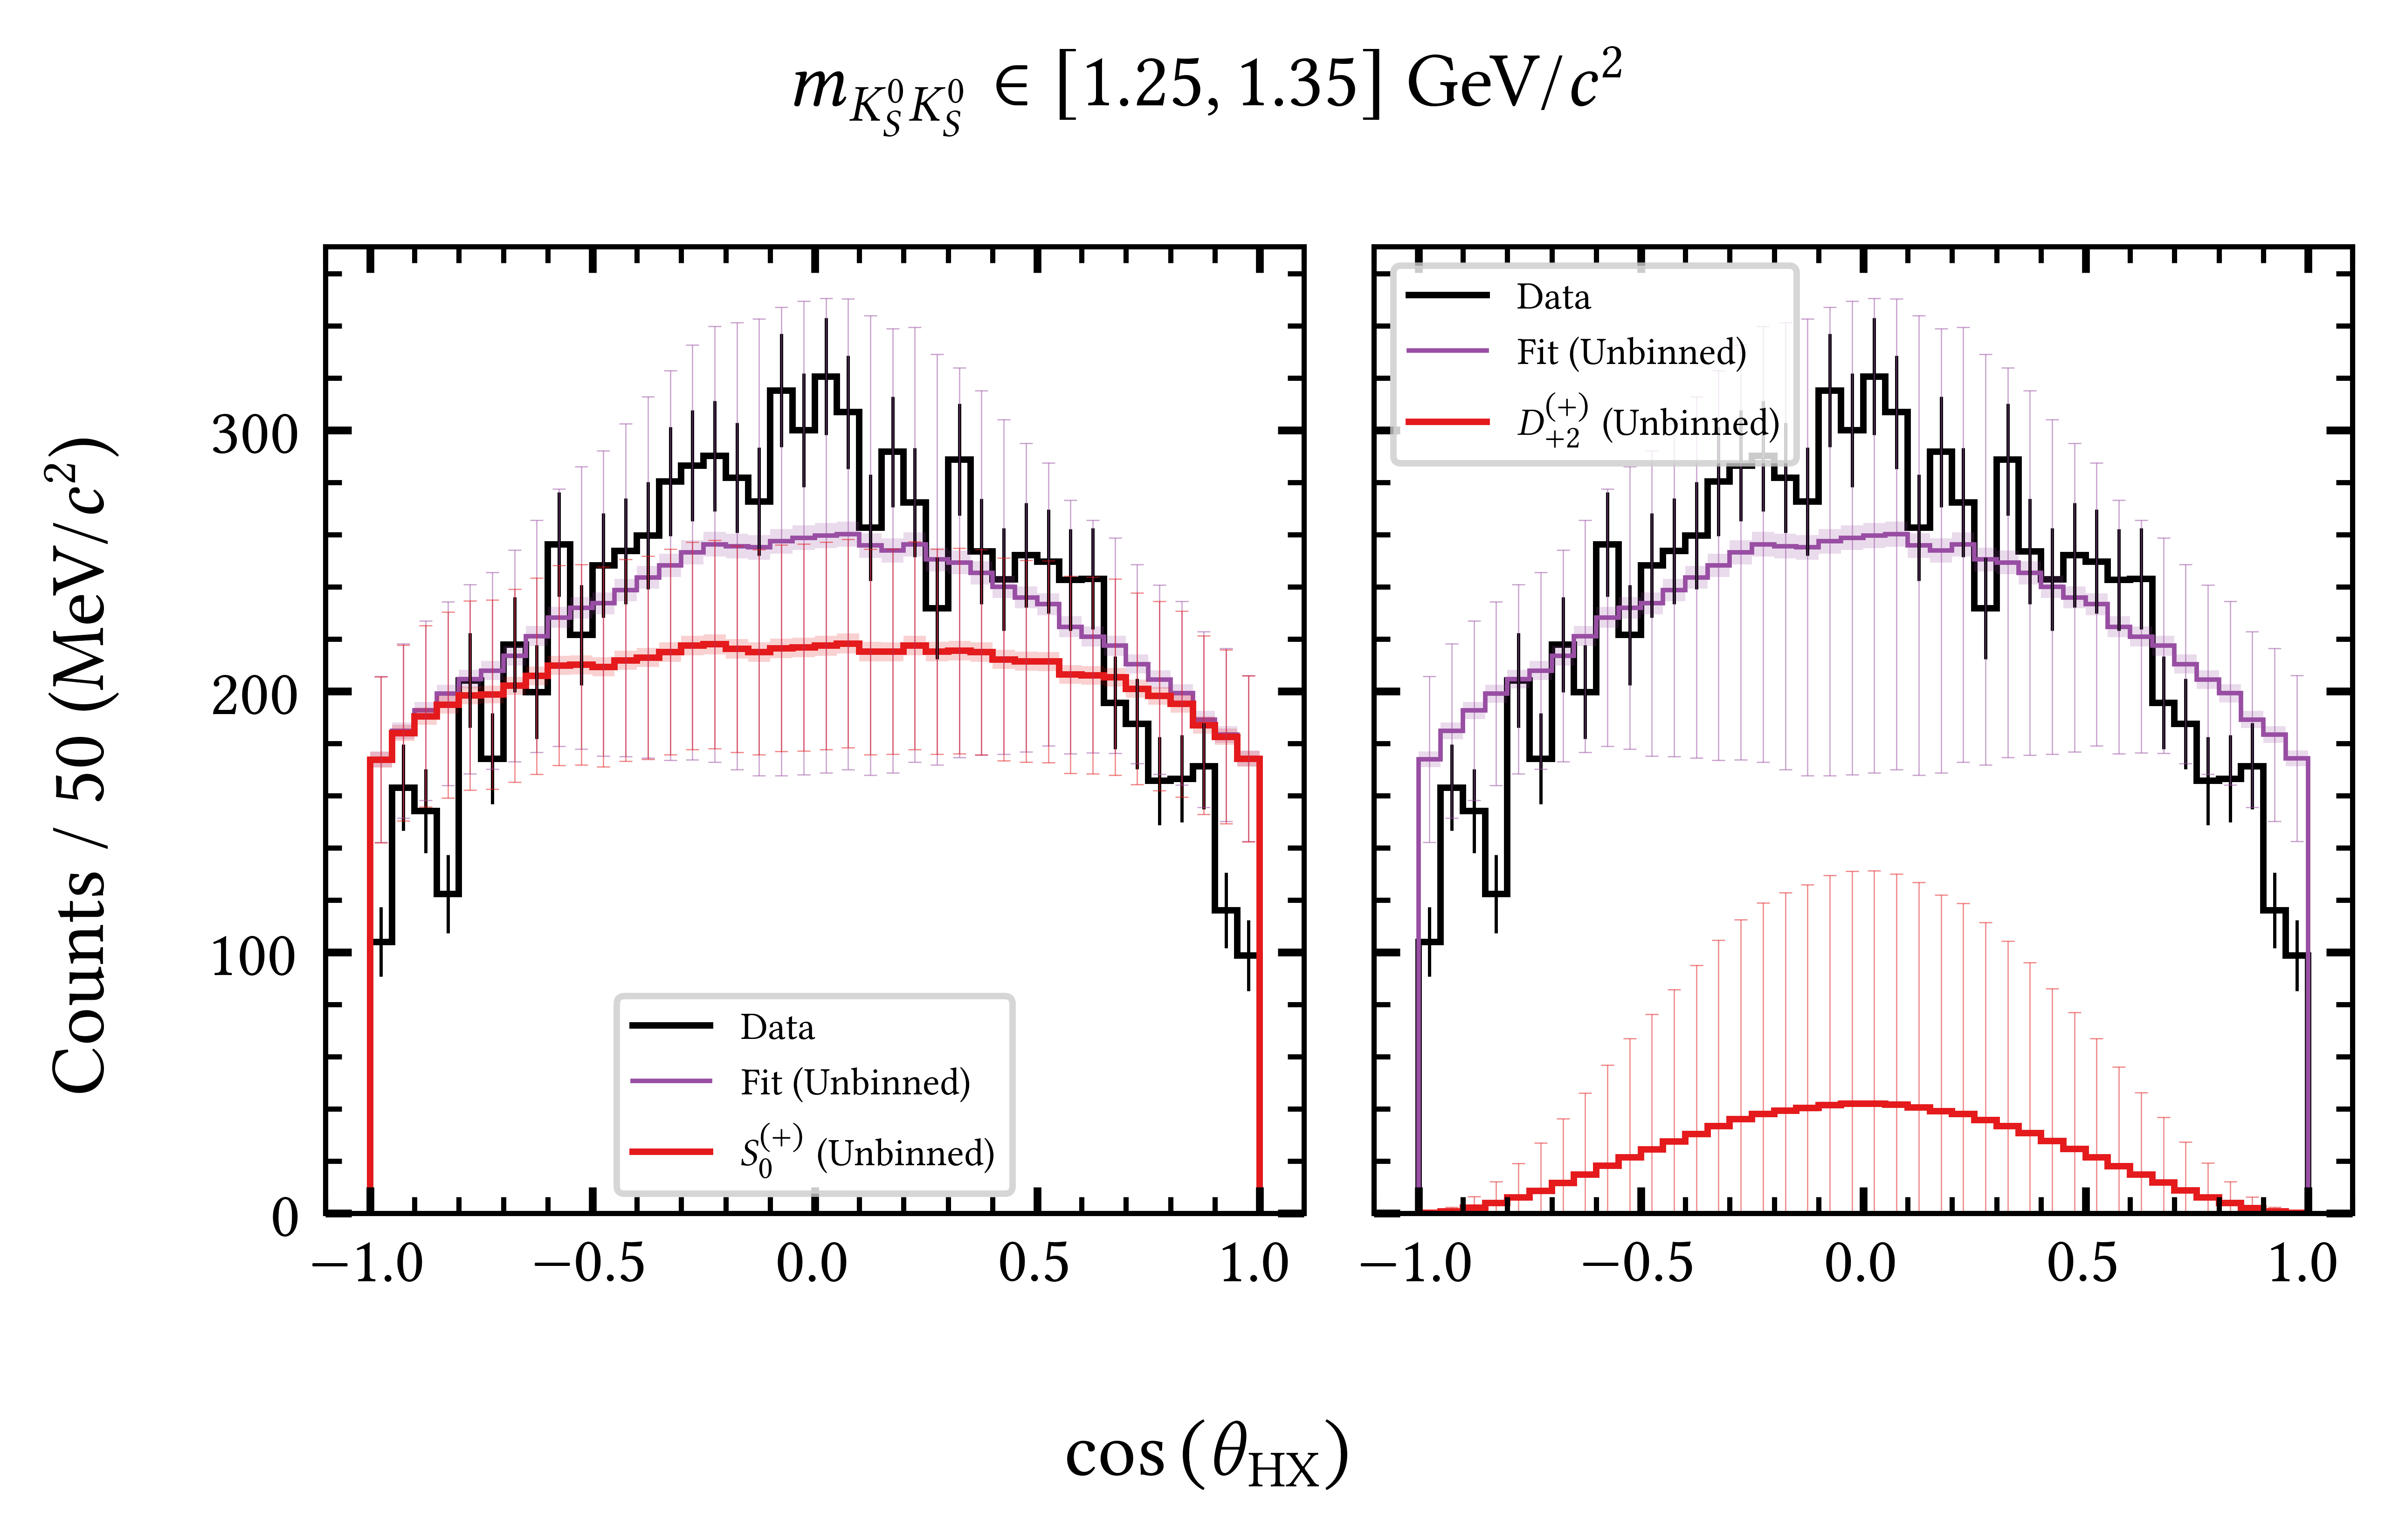 m_{K_S^0 K_S^0} ∈ [1.25, 1.35] GeV/c²
Counts / 50 (MeV/c²)
300
200
100
0
Data
Fit (Unbinned)
S_0^{(+)} (Unbinned)
−1.0 −0.5 0.0 0.5 1.0
Data
Fit (Unbinned)
D_{+2}^{(+)} (Unbinned)
−1.0 −0.5 0.0 0.5 1.0
cos (θ_{HX})